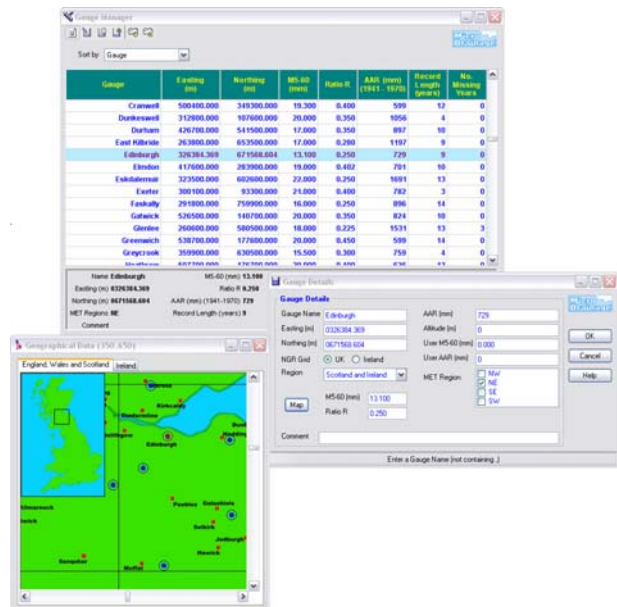 Gauge Manager
Sort by Gauge
Gauge Easting (m) Northing (m) M5-60 (mm) Ratio R AAR (mm) (1941 - 1970) Record Length (years) No. Missing Years
Cranwell 500400.000 349300.000 19.300 0.400 599 12 0
Dunkeswell 312800.000 107600.000 20.000 0.350 1056 4 0
Durham 426700.000 541500.000 17.000 0.350 897 10 0
East Kilbride 263800.000 653500.000 17.000 0.200 1197 9 0
Edinburgh 326384.369 671568.604 13.100 0.250 729 9 0
Elmdon 417600.000 283900.000 19.000 0.402 701 10 0
Eskdalemuir 323500.000 602600.000 22.000 0.250 1691 13 0
Exeter 300100.000 93300.000 21.000 0.400 782 3 0
Faskally 291800.000 759900.000 16.000 0.250 896 14 0
Gatwick 526500.000 140700.000 20.000 0.350 824 10 0
Glenlee 260600.000 580500.000 18.000 0.225 1531 13 3
Greenwich 538700.000 177600.000 20.000 0.450 599 14 0
Greycrook 359900.000 630500.000 15.500 0.300 759 4 0
Name Edinburgh M5-60 (mm) 13.100
Easting (m) 0326384.369 Ratio R 0.250
Northing (m) 0671568.604 AAR (mm) (1941-1970) 729
MET Regions NE Record Length (years) 9
Comment
Gauge Details
Gauge Details
Gauge Name Edinburgh AAR (mm) 729
Easting (m) 0326384.369 Altitude (m) 0
Northing (m) 0671568.604 User M5-60 (mm) 0.000
NGR Grid UK Ireland User AAR (mm) 0
Region Scotland and Ireland MET Region NW
NE
SE
SW
Map M5-60 (mm) 13.100
Ratio R 0.250
Comment
OK
Cancel
Help
Enter a Gauge Name (not containing ,)
Geographical Data (350 ,650)
England, Wales and Scotland Ireland
Kirkcaldy
Dunfermline
Edinburgh
Peebles Galashiels
Selkirk
Jedburgh
Hawick
Sanquhar
Moffat